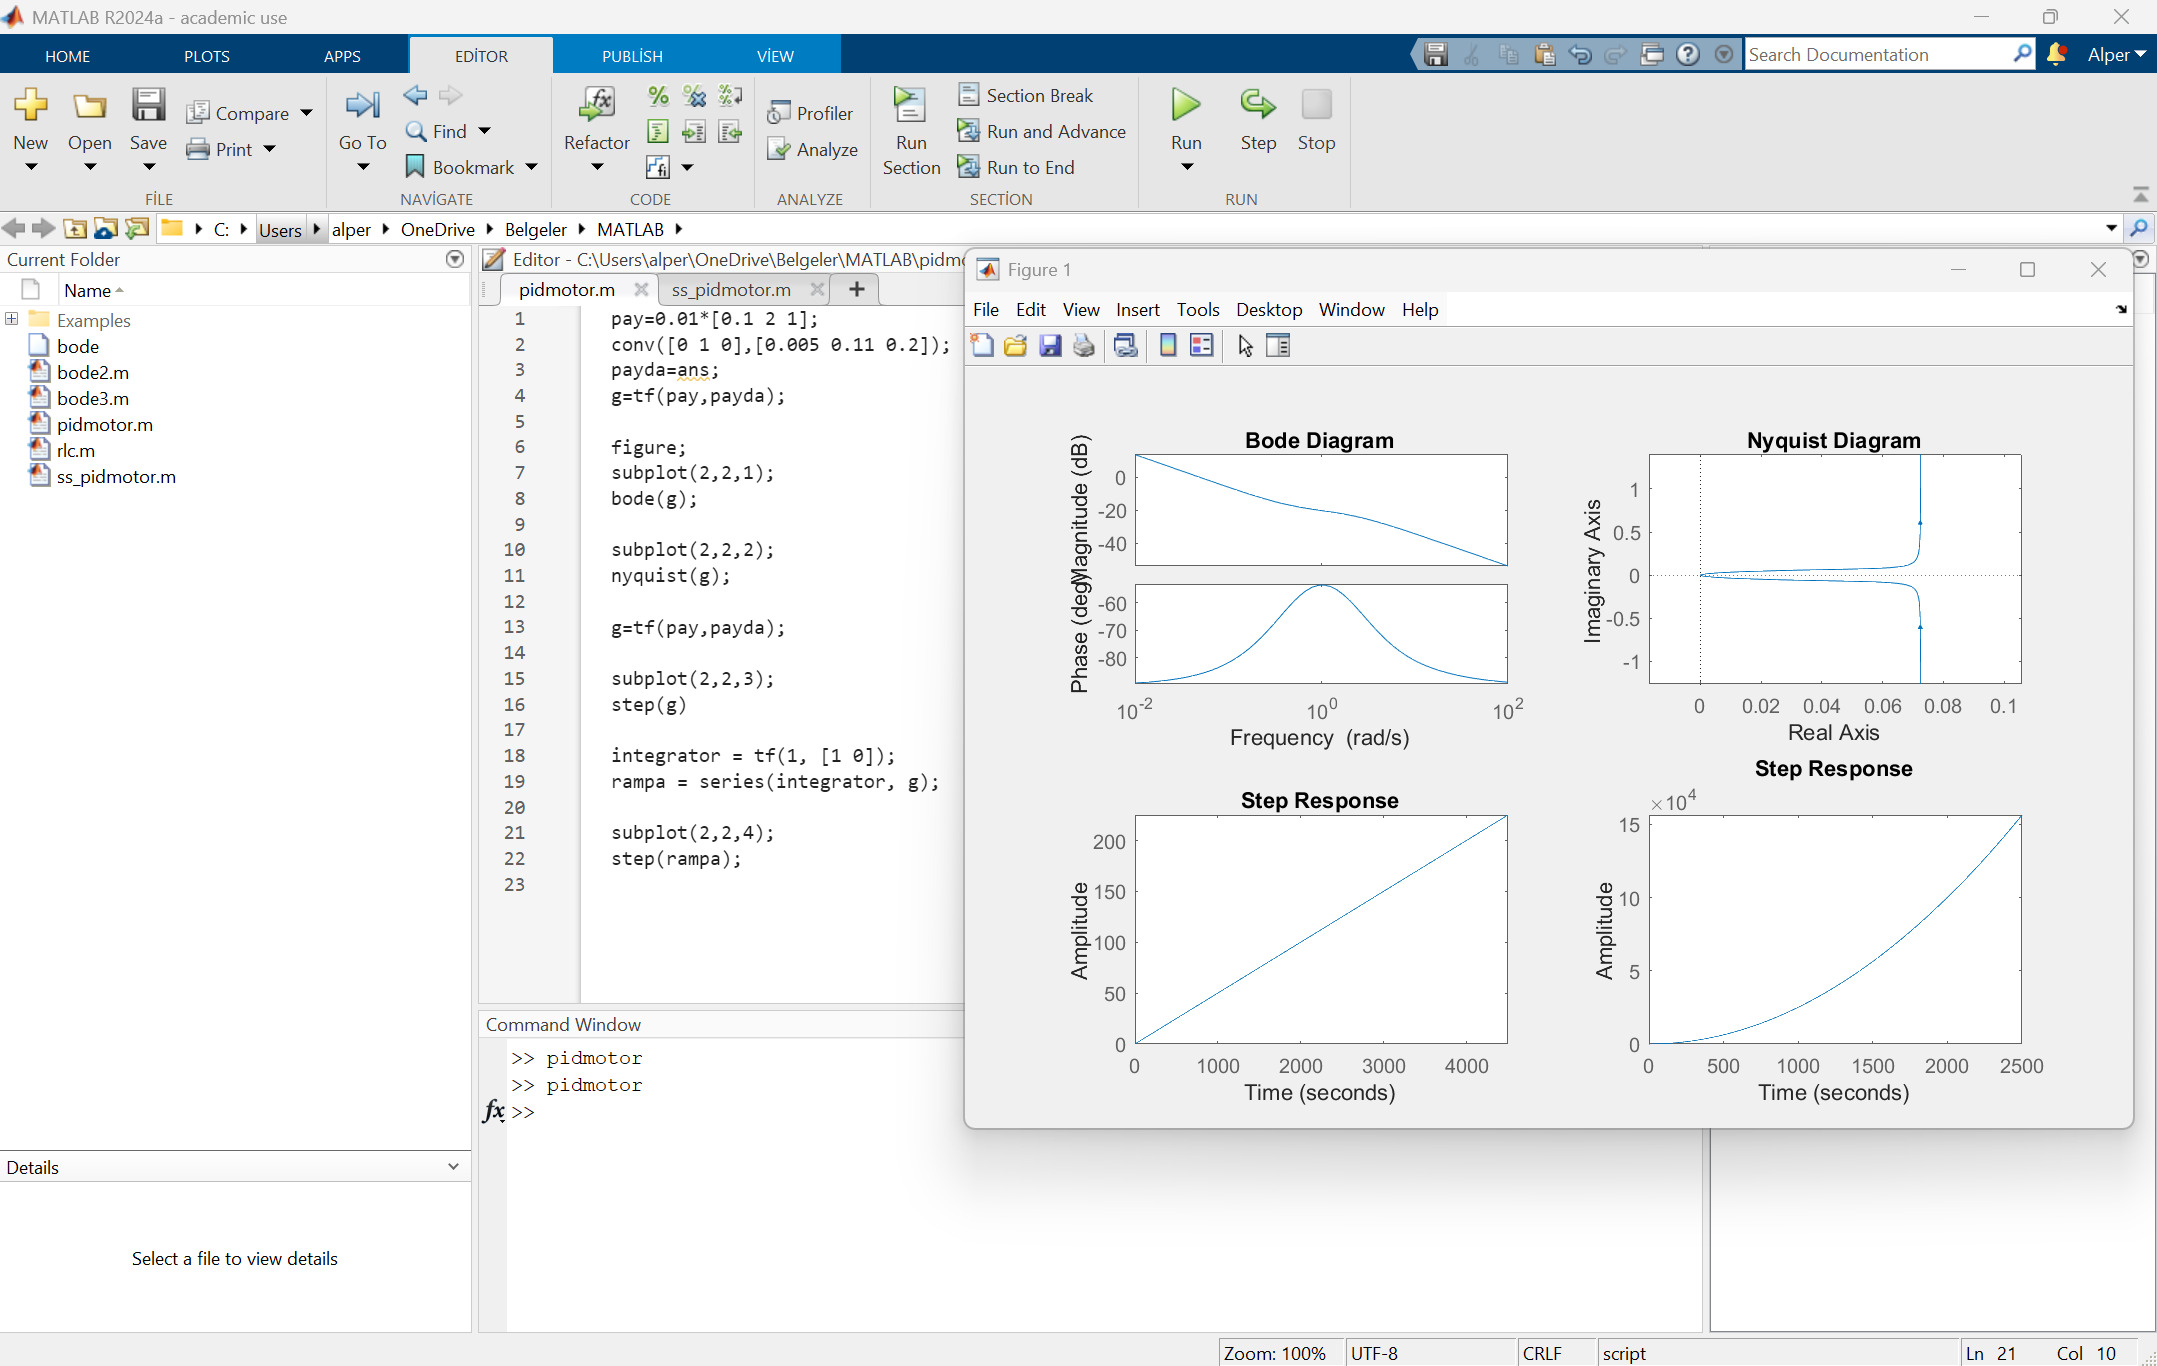 MATLAB R2024a - academic use
HOME PLOTS APPS EDİTOR PUBLİSH VİEW
Search Documentation
Alper
New
Open
Save
Compare
Print
FİLE
Go To
Find
Bookmark
NAVİGATE
Refactor
CODE
Profiler
Analyze
ANALYZE
Run Section
Section Break
Run and Advance
Run to End
SECTİON
Run
Step
Stop
RUN
C: Users alper OneDrive Belgeler MATLAB
Current Folder
Name
Examples
bode
bode2.m
bode3.m
pidmotor.m
rlc.m
ss_pidmotor.m
Details
Select a file to view details
Editor - C:\Users\alper\OneDrive\Belgeler\MATLAB\pidm
pidmotor.m ss_pidmotor.m
1 pay=0.01*[0.1 2 1];
2 conv([0 1 0],[0.005 0.11 0.2]);
3 payda=ans;
4 g=tf(pay,payda);
5
6 figure;
7 subplot(2,2,1);
8 bode(g);
9
10 subplot(2,2,2);
11 nyquist(g);
12
13 g=tf(pay,payda);
14
15 subplot(2,2,3);
16 step(g)
17
18 integrator = tf(1, [1 0]);
19 rampa = series(integrator, g);
20
21 subplot(2,2,4);
22 step(rampa);
23
Command Window
>> pidmotor
>> pidmotor
fx >>
Figure 1
File Edit View Insert Tools Desktop Window Help
Bode Diagram
Magnitude (dB)
0
-20
-40
Phase (deg)
-60
-70
-80
10^-2 10^0 10^2
Frequency (rad/s)
Nyquist Diagram
Imaginary Axis
1
0.5
0
-0.5
-1
0 0.02 0.04 0.06 0.08 0.1
Real Axis
Step Response
Amplitude
200
150
100
50
0
0 1000 2000 3000 4000
Time (seconds)
Step Response
×10^4
Amplitude
15
10
5
0
0 500 1000 1500 2000 2500
Time (seconds)
Zoom: 100% UTF-8 CRLF script Ln 21 Col 10